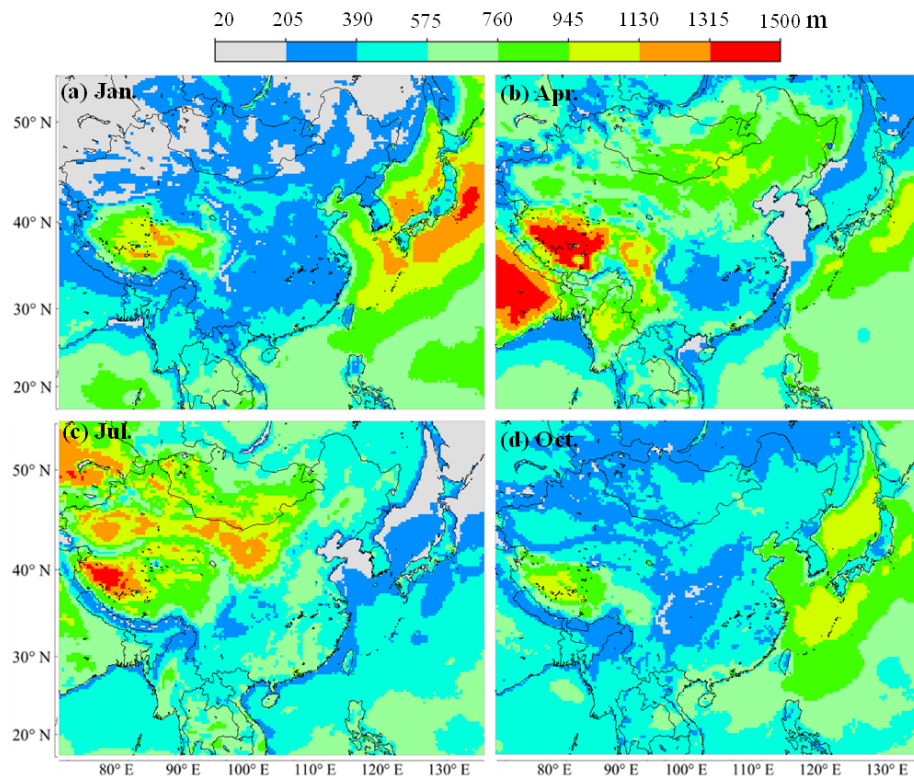 20 205 390 575 760 945 1130 1315 1500 m
(a) Jan.
(b) Apr.
50° N
40° N
30° N
20° N
(c) Jul.
(d) Oct.
50° N
40° N
30° N
20° N
80° E 90° E 100° E 110° E 120° E 130° E 80° E 90° E 100° E 110° E 120° E 130° E